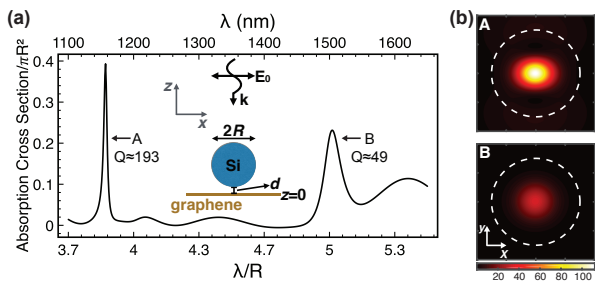 (a)
λ (nm)
1100 1200 1300 1400 1500 1600
Absorption Cross Section/πR²
0.4
0.3
0.2
0.1
0
A
Q≈193
z
x
E₀
k
2R
Si
d
z=0
graphene
B
Q≈49
3.7 4 4.3 4.7 5 5.3
λ/R
(b)
A
B
y
x
20 40 60 80 100